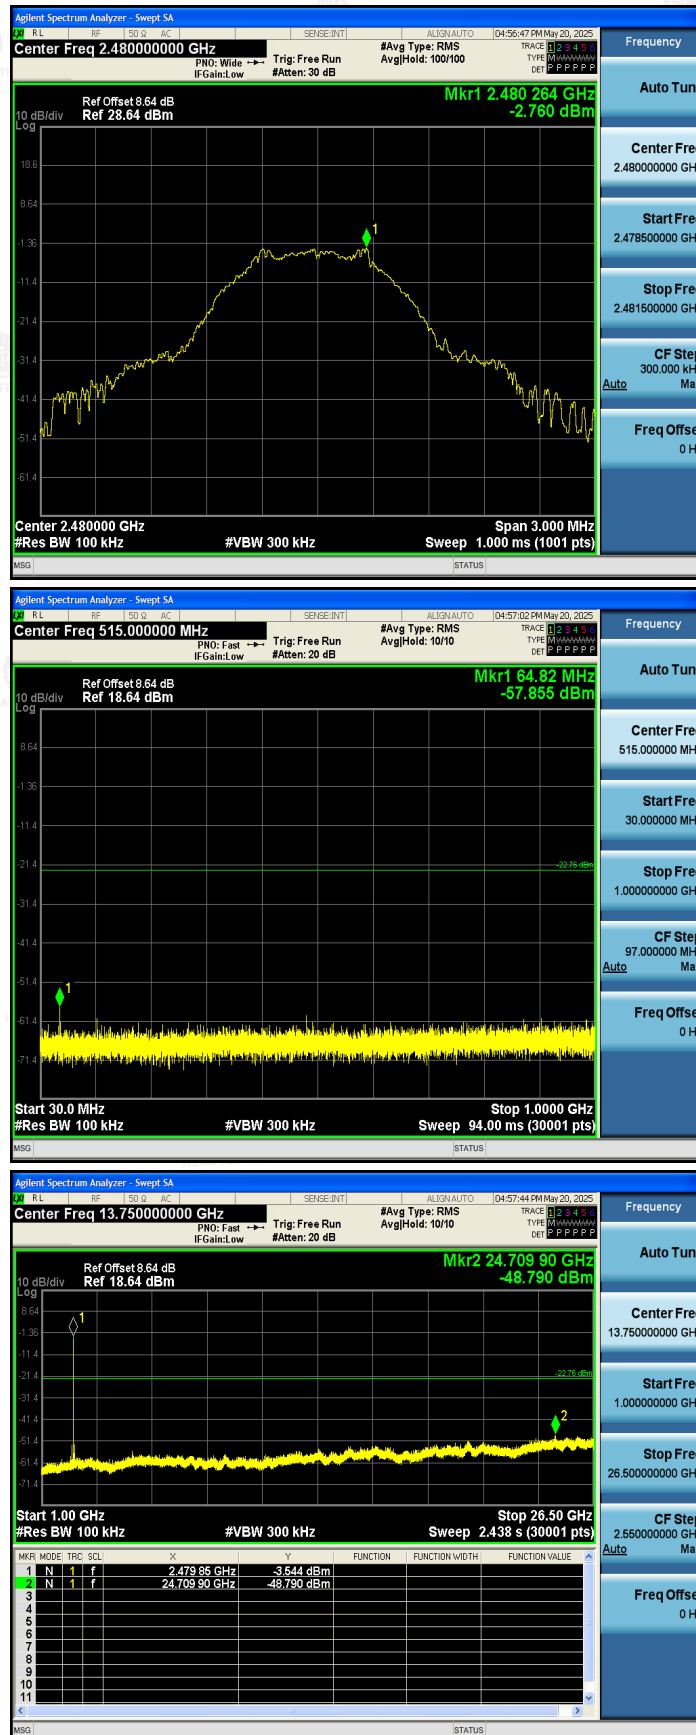 Agilent Spectrum Analyzer - Swept SA
LXI RL RF 50 Ω AC SENSE:INT ALIGNAUTO 04:56:47 PM May 20, 2025
Center Freq 2.480000000 GHz
PNO: Wide
IFGain:Low
Trig: Free Run
#Atten: 30 dB
#Avg Type: RMS
Avg|Hold: 100/100
TRACE 1 2 3 4 5 6
TYPE M W W W W W
DET P P P P P P
Frequency
Ref Offset 8.64 dB
10 dB/div Ref 28.64 dBm
Log
Mkr1 2.480 264 GHz
-2.760 dBm
18.6
8.64
-1.36
-11.4
-21.4
-31.4
-41.4
-51.4
-61.4
1
Center 2.480000 GHz Span 3.000 MHz
#Res BW 100 kHz #VBW 300 kHz Sweep 1.000 ms (1001 pts)
MSG STATUS
Auto Tun
Center Fre
2.480000000 GH
Start Fre
2.478500000 GH
Stop Fre
2.481500000 GH
CF Ste
300.000 kH
Auto Ma
Freq Offse
0 H
Agilent Spectrum Analyzer - Swept SA
LXI RL RF 50 Ω AC SENSE:INT ALIGNAUTO 04:57:02 PM May 20, 2025
Center Freq 515.000000 MHz
PNO: Fast
IFGain:Low
Trig: Free Run
#Atten: 20 dB
#Avg Type: RMS
Avg|Hold: 10/10
TRACE 1 2 3 4 5 6
TYPE M W W W W W
DET P P P P P P
Frequency
Ref Offset 8.64 dB
10 dB/div Ref 18.64 dBm
Log
Mkr1 64.82 MHz
-57.855 dBm
8.64
-1.36
-11.4
-21.4
-31.4
-41.4
-51.4
-61.4
-71.4
-22.76 dBm
1
Start 30.0 MHz Stop 1.0000 GHz
#Res BW 100 kHz #VBW 300 kHz Sweep 94.00 ms (30001 pts)
MSG STATUS
Auto Tun
Center Fre
515.000000 MH
Start Fre
30.000000 MH
Stop Fre
1.000000000 GH
CF Ste
97.000000 MH
Auto Ma
Freq Offse
0 H
Agilent Spectrum Analyzer - Swept SA
LXI RL RF 50 Ω AC SENSE:INT ALIGNAUTO 04:57:44 PM May 20, 2025
Center Freq 13.750000000 GHz
PNO: Fast
IFGain:Low
Trig: Free Run
#Atten: 20 dB
#Avg Type: RMS
Avg|Hold: 10/10
TRACE 1 2 3 4 5 6
TYPE M W W W W W
DET P P P P P P
Frequency
Ref Offset 8.64 dB
10 dB/div Ref 18.64 dBm
Log
Mkr2 24.709 90 GHz
-48.790 dBm
8.64
-1.36
-11.4
-21.4
-31.4
-41.4
-51.4
-61.4
-71.4
-22.76 dBm
1
2
Start 1.00 GHz Stop 26.50 GHz
#Res BW 100 kHz #VBW 300 kHz Sweep 2.438 s (30001 pts)
MKR MODE TRC SCL X Y FUNCTION FUNCTION WIDTH FUNCTION VALUE
1 N 1 f 2.479 85 GHz -3.544 dBm
2 N 1 f 24.709 90 GHz -48.790 dBm
3
4
5
6
7
8
9
10
11
MSG STATUS
Auto Tun
Center Fre
13.750000000 GH
Start Fre
1.000000000 GH
Stop Fre
26.500000000 GH
CF Ste
2.550000000 GH
Auto Ma
Freq Offse
0 H